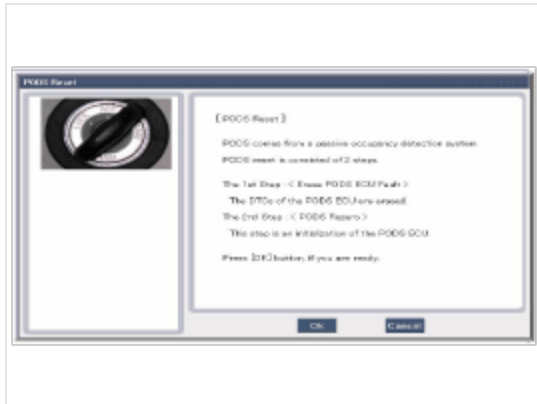 PODS Reset
[ PODS Reset ]
PODS comes from a passive occupancy detection system
PODS reset is consisted of 2 steps
The 1st Step : < Erase PODS ECU Fault >
The DTCs of the PODS ECU are erased.
The 2nd Step : < PODS Rezero >
This step is an initialization of the PODS ECU
Press [OK] button, if you are ready.
Ok
Cancel